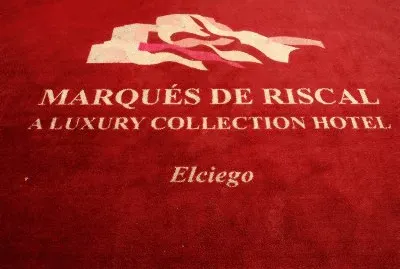 MARQUÉS DE RISCAL
A LUXURY COLLECTION HOTEL
Elciego